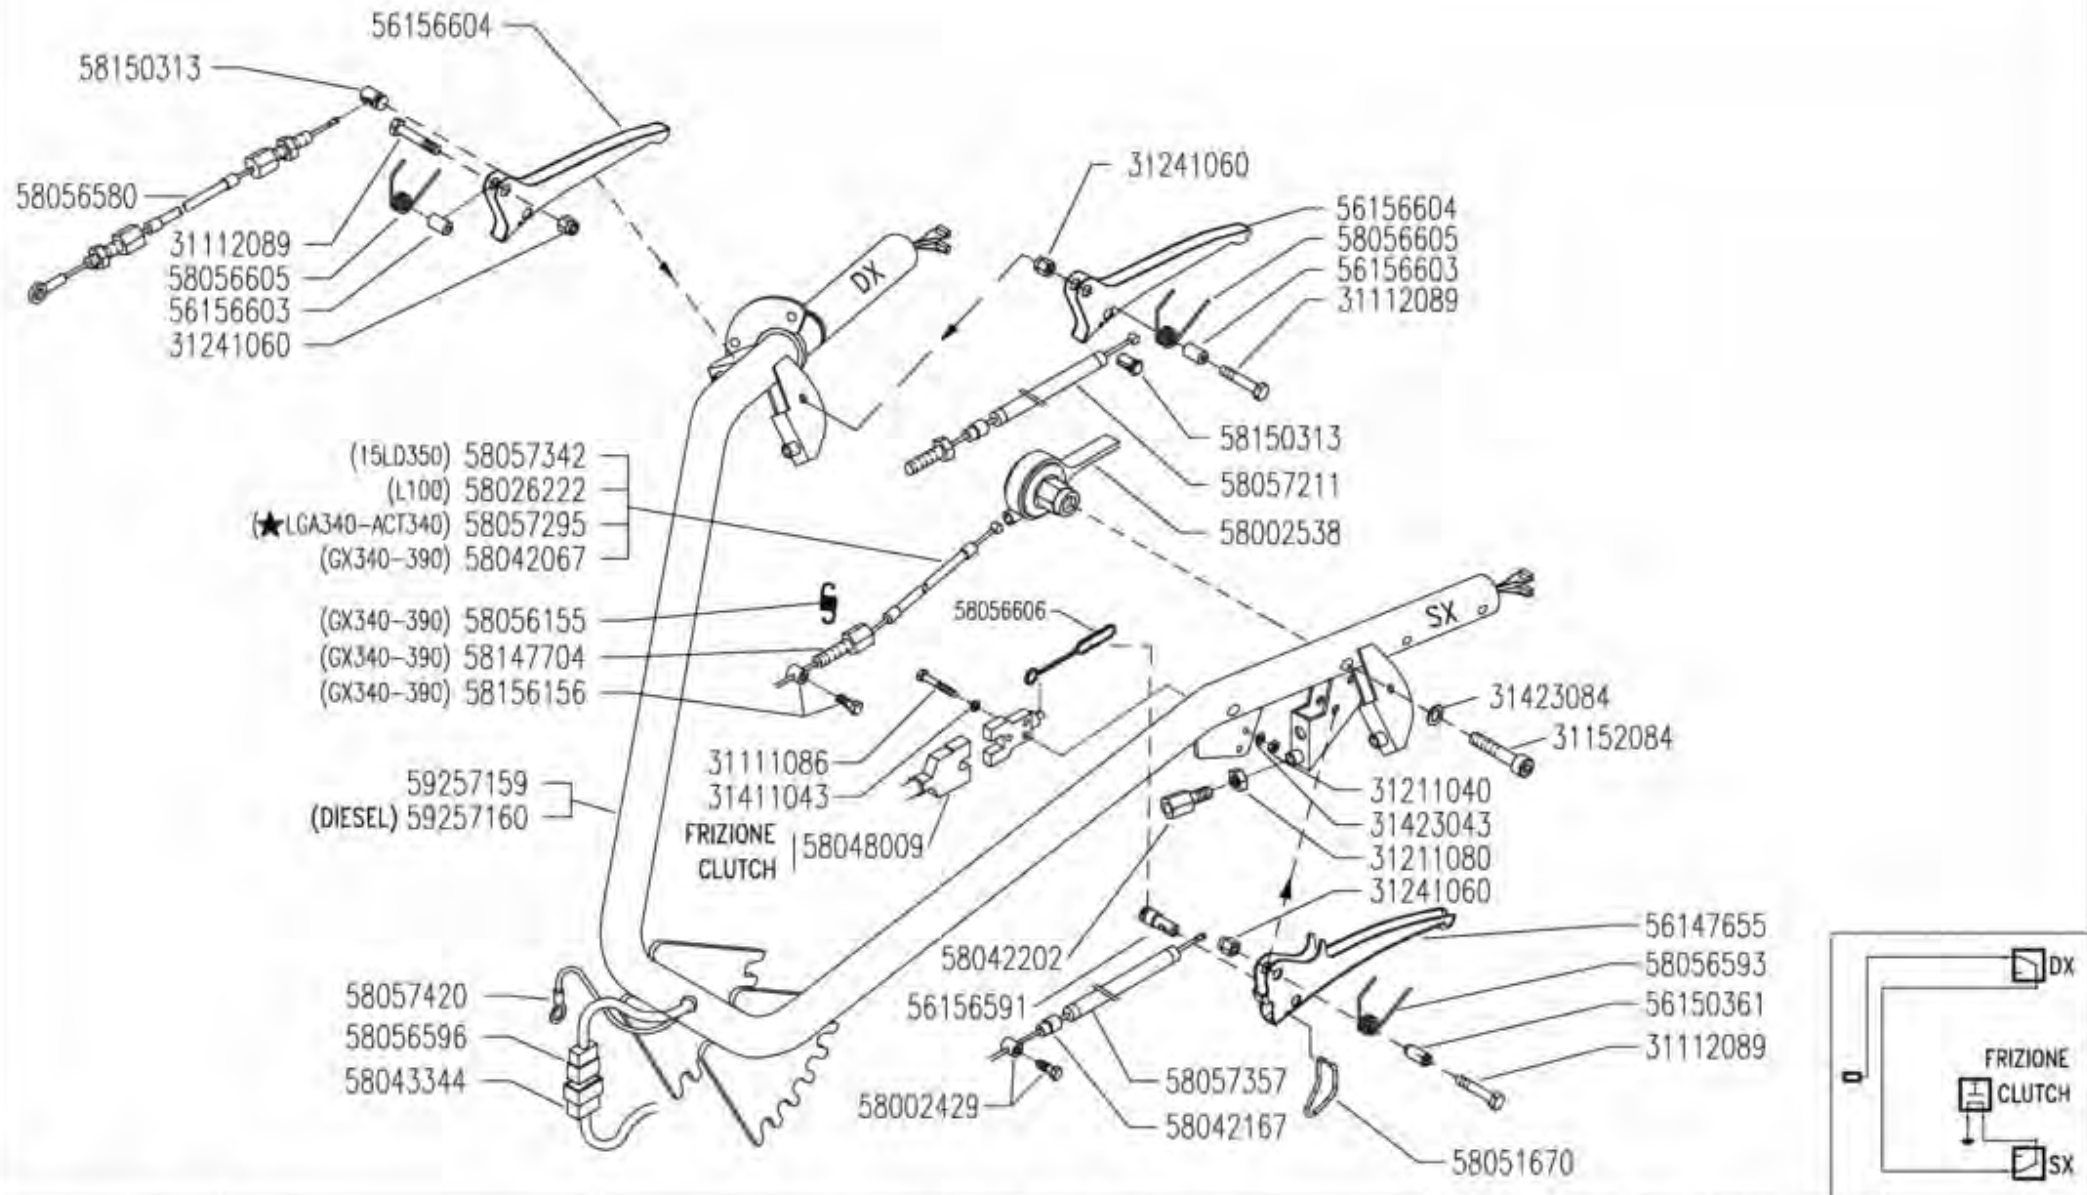 56156604
58150313
58056580
31112089
58056605
56156603
31241060
DX
31241060
56156604
58056605
56156603
31112089
58150313
58057211
58002538
(15LD350) 58057342
(L100) 58026222
(★LGA340-ACT340) 58057295
(GX340-390) 58042067
(GX340-390) 58056155
(GX340-390) 58147704
(GX340-390) 58156156
58056606
SX
31423084
31152084
31111086
31411043
FRIZIONE
CLUTCH
58048009
59257159
(DIESEL) 59257160
31211040
31423043
31211080
31241060
58042202
56156591
56147655
58056593
56150361
31112089
58057420
58056596
58043344
58002429
58057357
58042167
58051670
DX
FRIZIONE
CLUTCH
SX